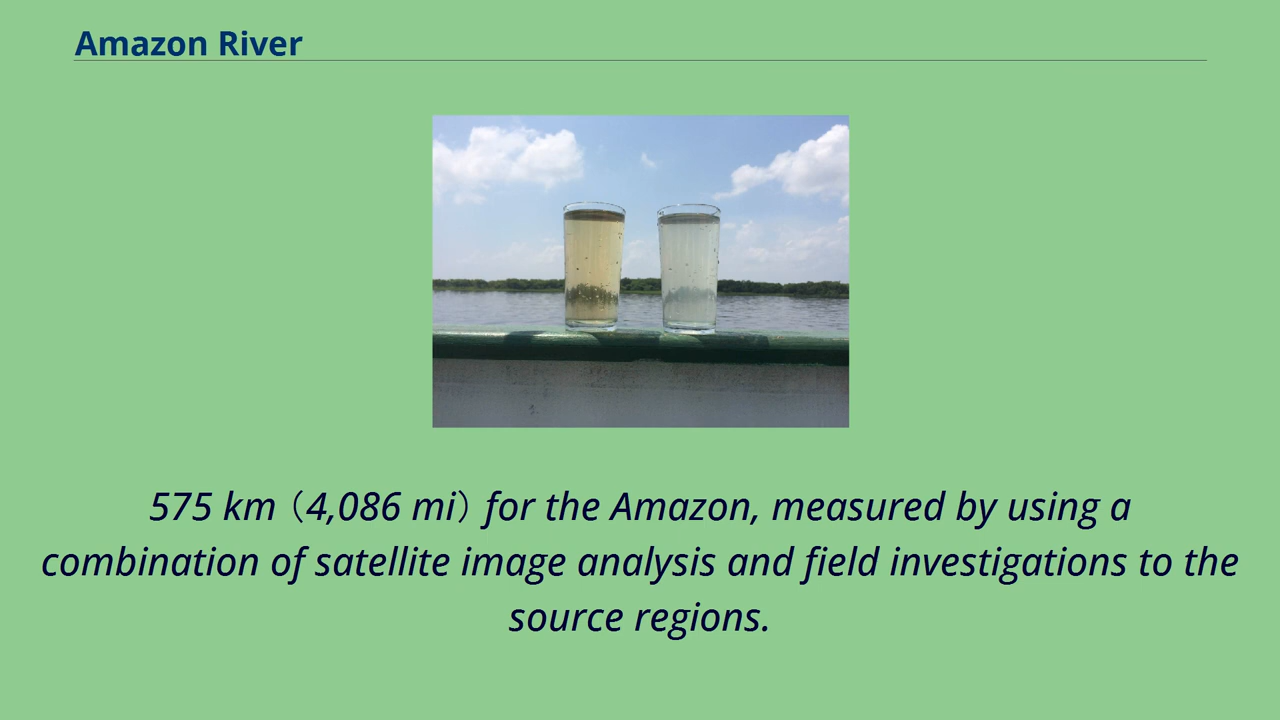 Amazon River
575 km（4,086 mi）for the Amazon, measured by using a
combination of satellite image analysis and field investigations to the
source regions.